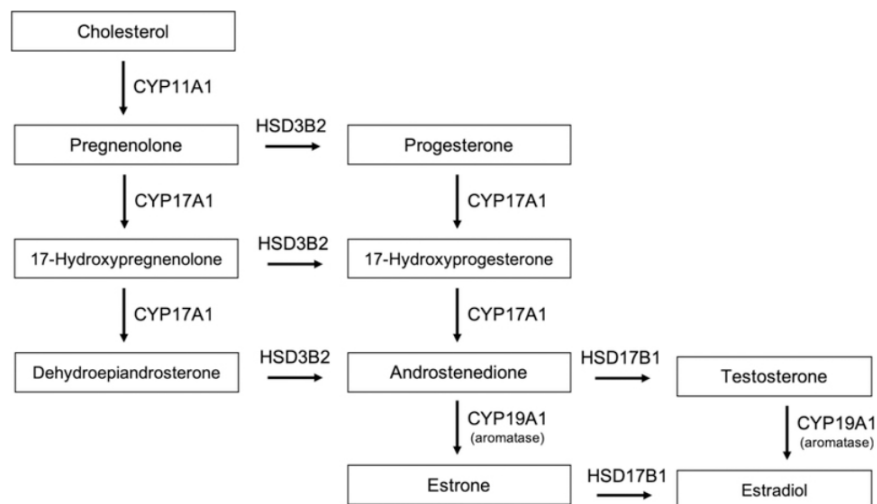 Cholesterol
CYP11A1
HSD3B2
Pregnenolone
Progesterone
CYP17A1
CYP17A1
HSD3B2
17-Hydroxypregnenolone
17-Hydroxyprogesterone
CYP17A1
CYP17A1
HSD3B2
HSD17B1
Dehydroepiandrosterone
Androstenedione
Testosterone
CYP19A1
(aromatase)
CYP19A1
(aromatase)
HSD17B1
Estrone
Estradiol